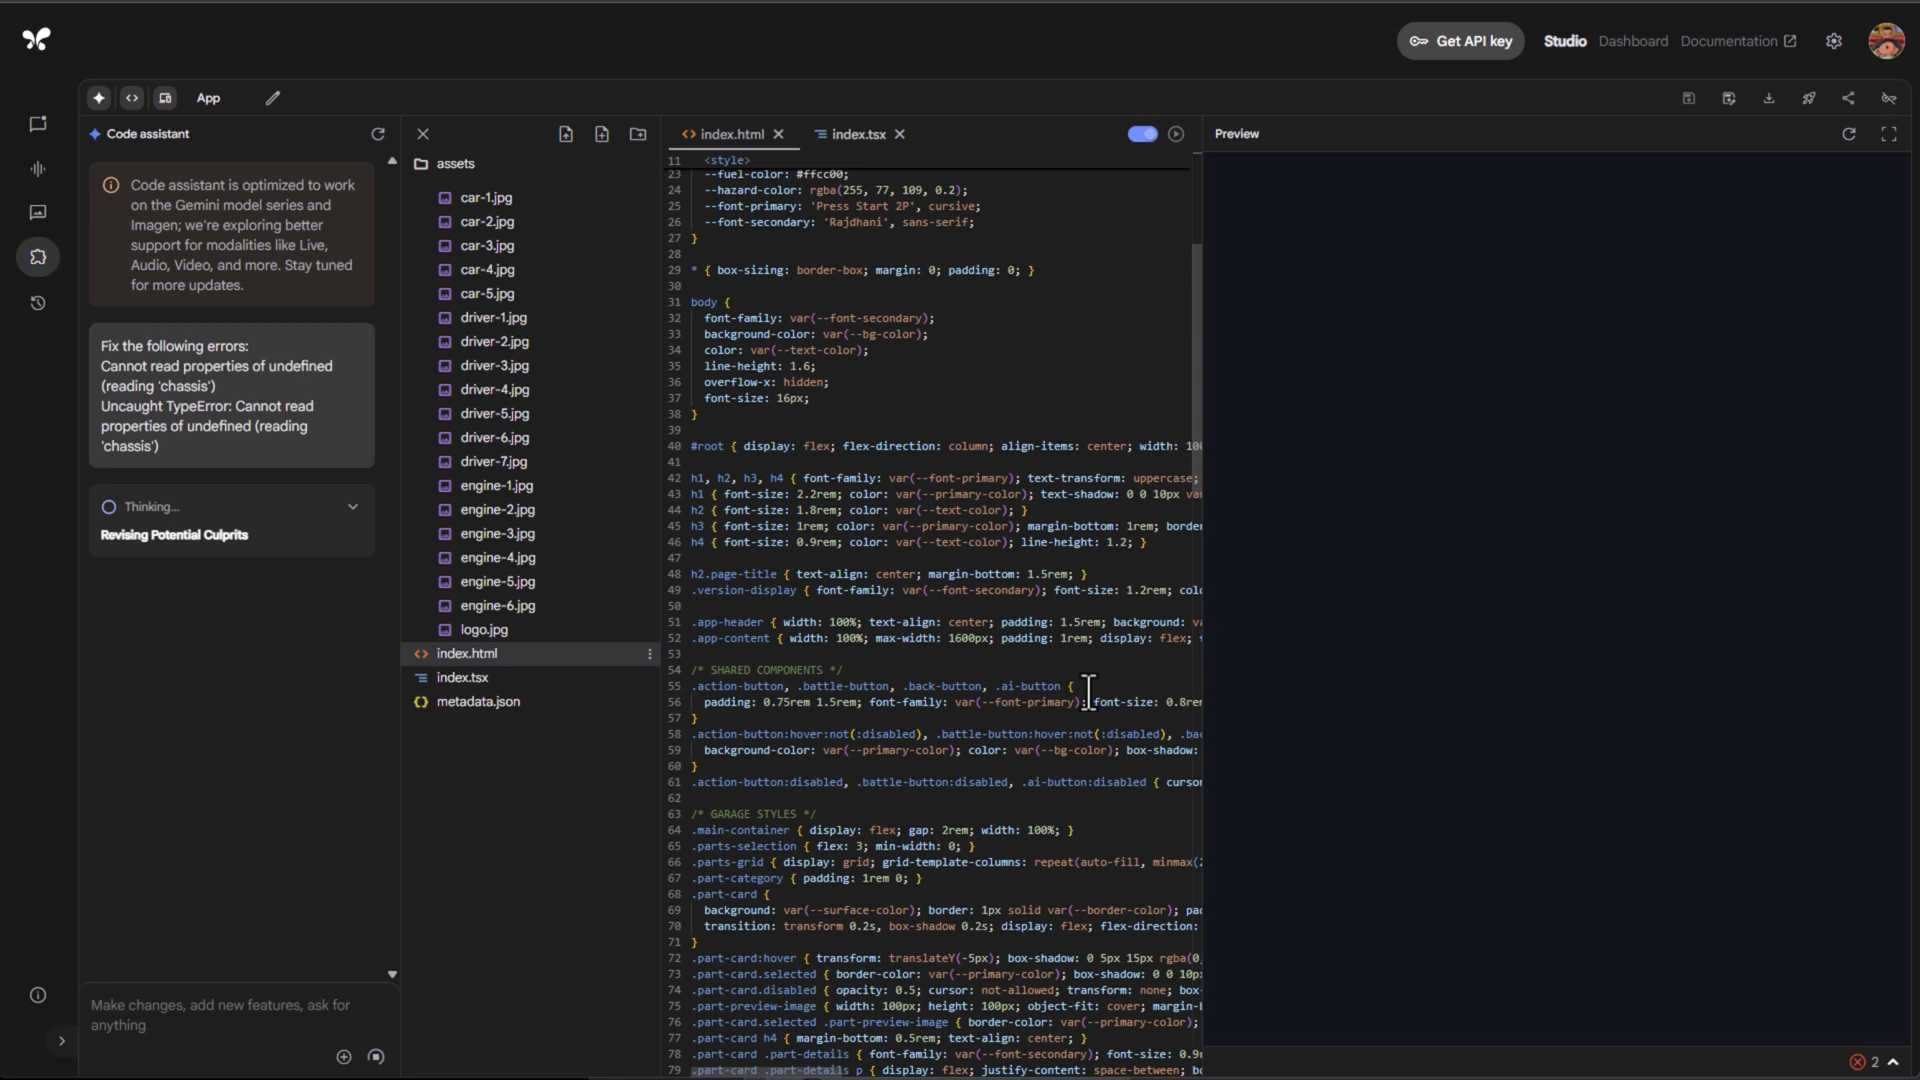 Get API key
Studio
Dashboard
Documentation
App
Code assistant
Code assistant is optimized to work
on the Gemini model series and
Imagen; we're exploring better
support for modalities like Live,
Audio, Video, and more. Stay tuned
for more updates.
Fix the following errors:
Cannot read properties of undefined
(reading 'chassis')
Uncaught TypeError: Cannot read
properties of undefined (reading
'chassis')
Thinking...
Revising Potential Culprits
Make changes, add new features, ask for
anything
assets
car-1.jpg
car-2.jpg
car-3.jpg
car-4.jpg
car-5.jpg
driver-1.jpg
driver-2.jpg
driver-3.jpg
driver-4.jpg
driver-5.jpg
driver-6.jpg
driver-7.jpg
engine-1.jpg
engine-2.jpg
engine-3.jpg
engine-4.jpg
engine-5.jpg
engine-6.jpg
logo.jpg
index.html
index.tsx
metadata.json
index.html
index.tsx
11 <style>
23 --fuel-color: #ffcc00;
24 --hazard-color: rgba(255, 77, 109, 0.2);
25 --font-primary: 'Press Start 2P', cursive;
26 --font-secondary: 'Rajdhani', sans-serif;
27 }
28
29 * { box-sizing: border-box; margin: 0; padding: 0; }
30
31 body {
32 font-family: var(--font-secondary);
33 background-color: var(--bg-color);
34 color: var(--text-color);
35 line-height: 1.6;
36 overflow-x: hidden;
37 font-size: 16px;
38 }
39
40 #root { display: flex; flex-direction: column; align-items: center; width: 10
41
42 h1, h2, h3, h4 { font-family: var(--font-primary); text-transform: uppercase;
43 h1 { font-size: 2.2rem; color: var(--primary-color); text-shadow: 0 0 10px va
44 h2 { font-size: 1.8rem; color: var(--text-color); }
45 h3 { font-size: 1rem; color: var(--primary-color); margin-bottom: 1rem; border
46 h4 { font-size: 0.9rem; color: var(--text-color); line-height: 1.2; }
47
48 h2.page-title { text-align: center; margin-bottom: 1.5rem; }
49 .version-display { font-family: var(--font-secondary); font-size: 1.2rem; colo
50
51 .app-header { width: 100%; text-align: center; padding: 1.5rem; background: va
52 .app-content { width: 100%; max-width: 1600px; padding: 1rem; display: flex; f
53
54 /* SHARED COMPONENTS */
55 .action-button, .battle-button, .back-button, .ai-button {
56 padding: 0.75rem 1.5rem; font-family: var(--font-primary); font-size: 0.8rem
57 }
58 .action-button:hover:not(:disabled), .battle-button:hover:not(:disabled), .bac
59 background-color: var(--primary-color); color: var(--bg-color); box-shadow:
60 }
61 .action-button:disabled, .battle-button:disabled, .ai-button:disabled { cursor
62
63 /* GARAGE STYLES */
64 .main-container { display: flex; gap: 2rem; width: 100%; }
65 .parts-selection { flex: 3; min-width: 0; }
66 .parts-grid { display: grid; grid-template-columns: repeat(auto-fill, minmax(2
67 .part-category { padding: 1rem 0; }
68 .part-card {
69 background: var(--surface-color); border: 1px solid var(--border-color); pad
70 transition: transform 0.2s, box-shadow 0.2s; display: flex; flex-direction:
71 }
72 .part-card:hover { transform: translateY(-5px); box-shadow: 0 5px 15px rgba(0
73 .part-card.selected { border-color: var(--primary-color); box-shadow: 0 0 10px
74 .part-card.disabled { opacity: 0.5; cursor: not-allowed; transform: none; box-
75 .part-preview-image { width: 100px; height: 100px; object-fit: cover; margin-b
76 .part-card.selected .part-preview-image { border-color: var(--primary-color);
77 .part-card h4 { margin-bottom: 0.5rem; text-align: center; }
78 .part-card .part-details { font-family: var(--font-secondary); font-size: 0.9r
79 .part-card .part-details p { display: flex; justify-content: space-between; bo
Preview
2